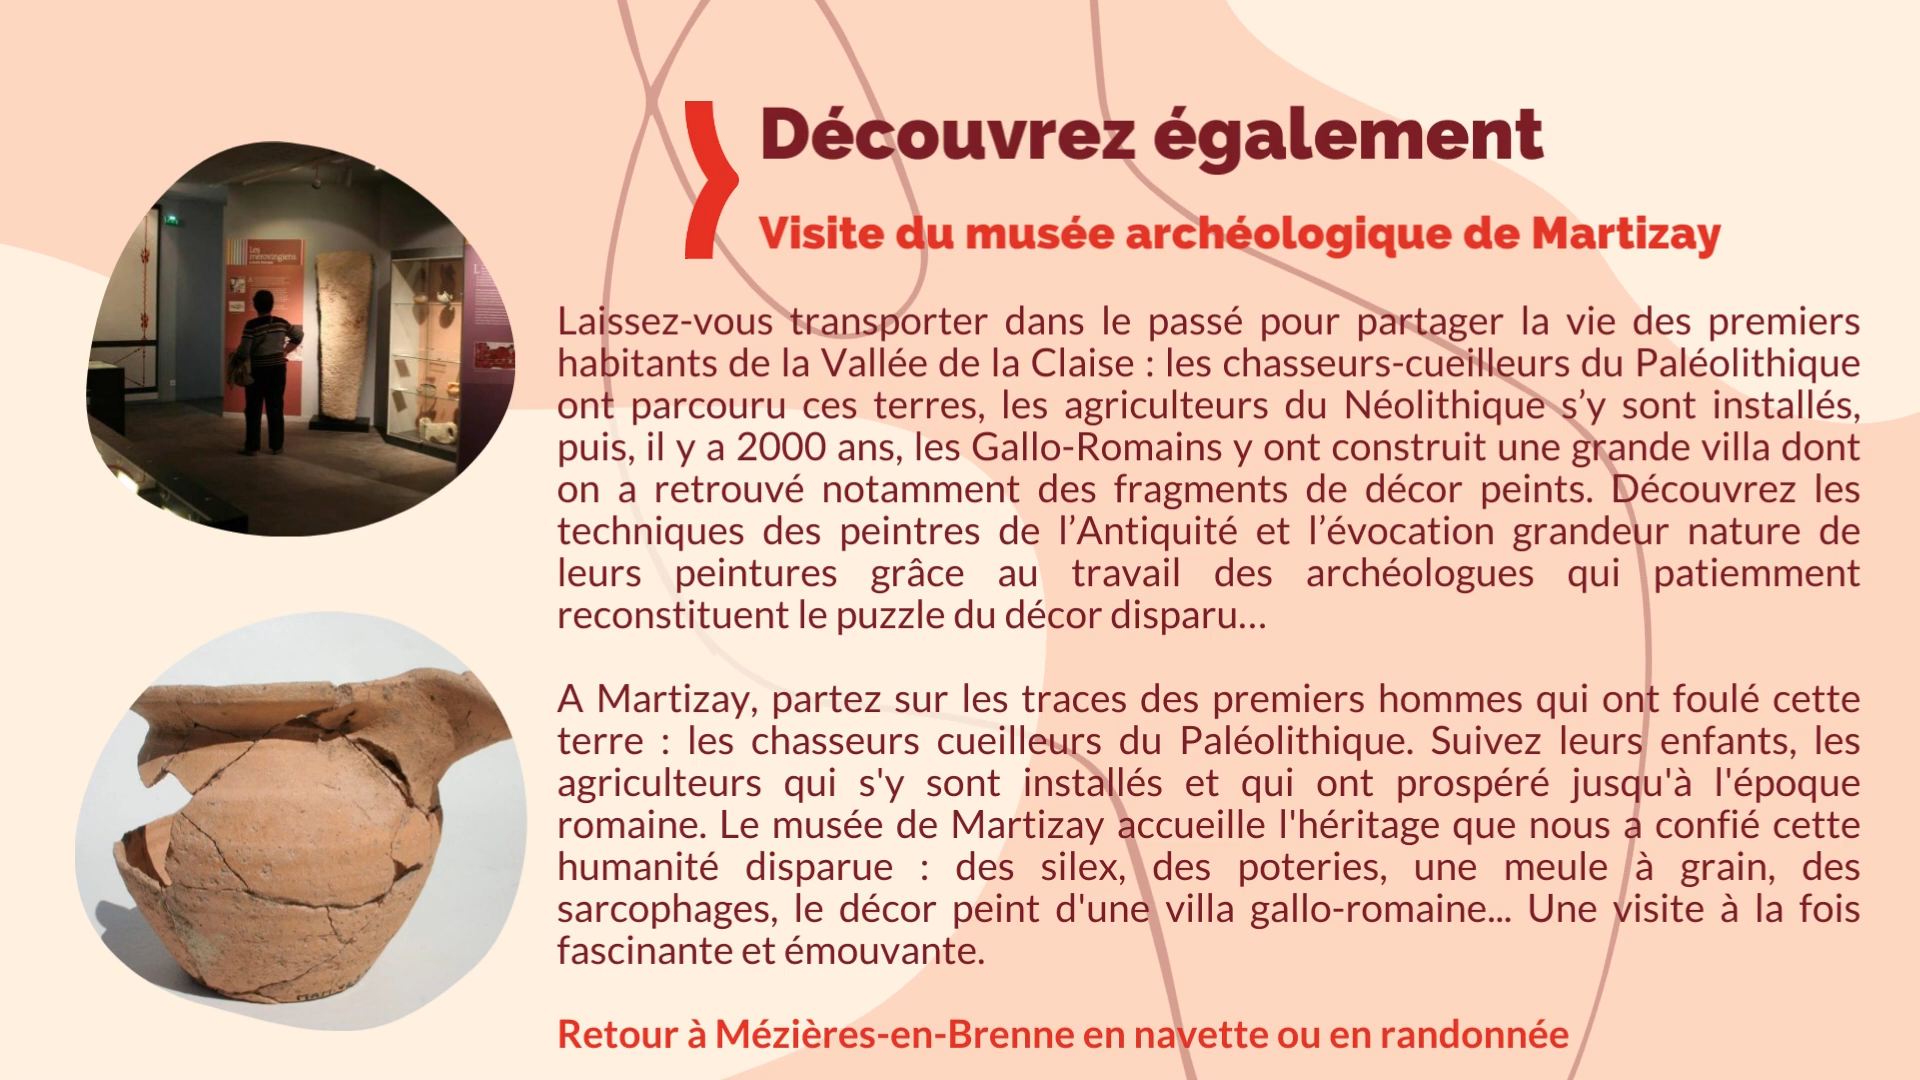 Découvrez également
Visite du musée archéologique de Martizay
Laissez-vous transporter dans le passé pour partager la vie des premiers
habitants de la Vallée de la Claise : les chasseurs-cueilleurs du Paléolithique
ont parcouru ces terres, les agriculteurs du Néolithique s’y sont installés,
puis, il y a 2000 ans, les Gallo-Romains y ont construit une grande villa dont
on a retrouvé notamment des fragments de décor peints. Découvrez les
techniques des peintres de l’Antiquité et l’évocation grandeur nature de
leurs peintures grâce au travail des archéologues qui patiemment
reconstituent le puzzle du décor disparu...
A Martizay, partez sur les traces des premiers hommes qui ont foulé cette
terre : les chasseurs cueilleurs du Paléolithique. Suivez leurs enfants, les
agriculteurs qui s'y sont installés et qui ont prospéré jusqu'à l'époque
romaine. Le musée de Martizay accueille l'héritage que nous a confié cette
humanité disparue : des silex, des poteries, une meule à grain, des
sarcophages, le décor peint d'une villa gallo-romaine... Une visite à la fois
fascinante et émouvante.
Retour à Mézières-en-Brenne en navette ou en randonnée
Les
mérovingiens